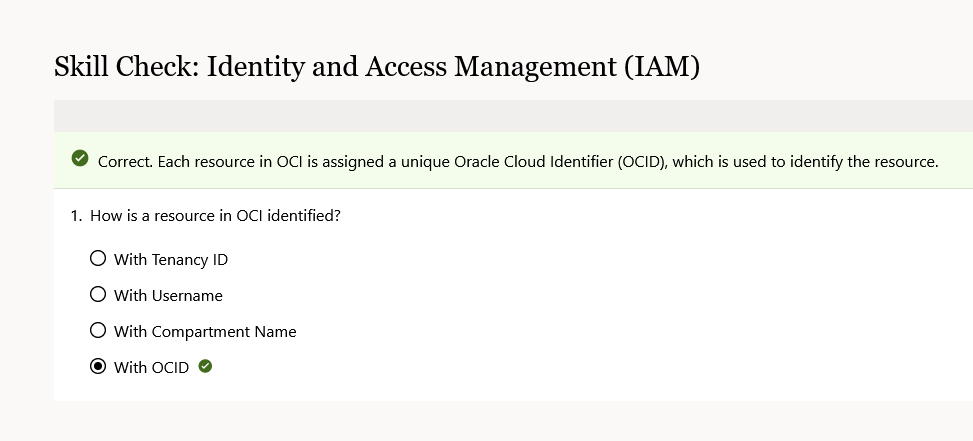 Skill Check: Identity and Access Management (IAM)
Correct. Each resource in OCI is assigned a unique Oracle Cloud Identifier (OCID), which is used to identify the resource.
1. How is a resource in OCI identified?
With Tenancy ID
With Username
With Compartment Name
With OCID